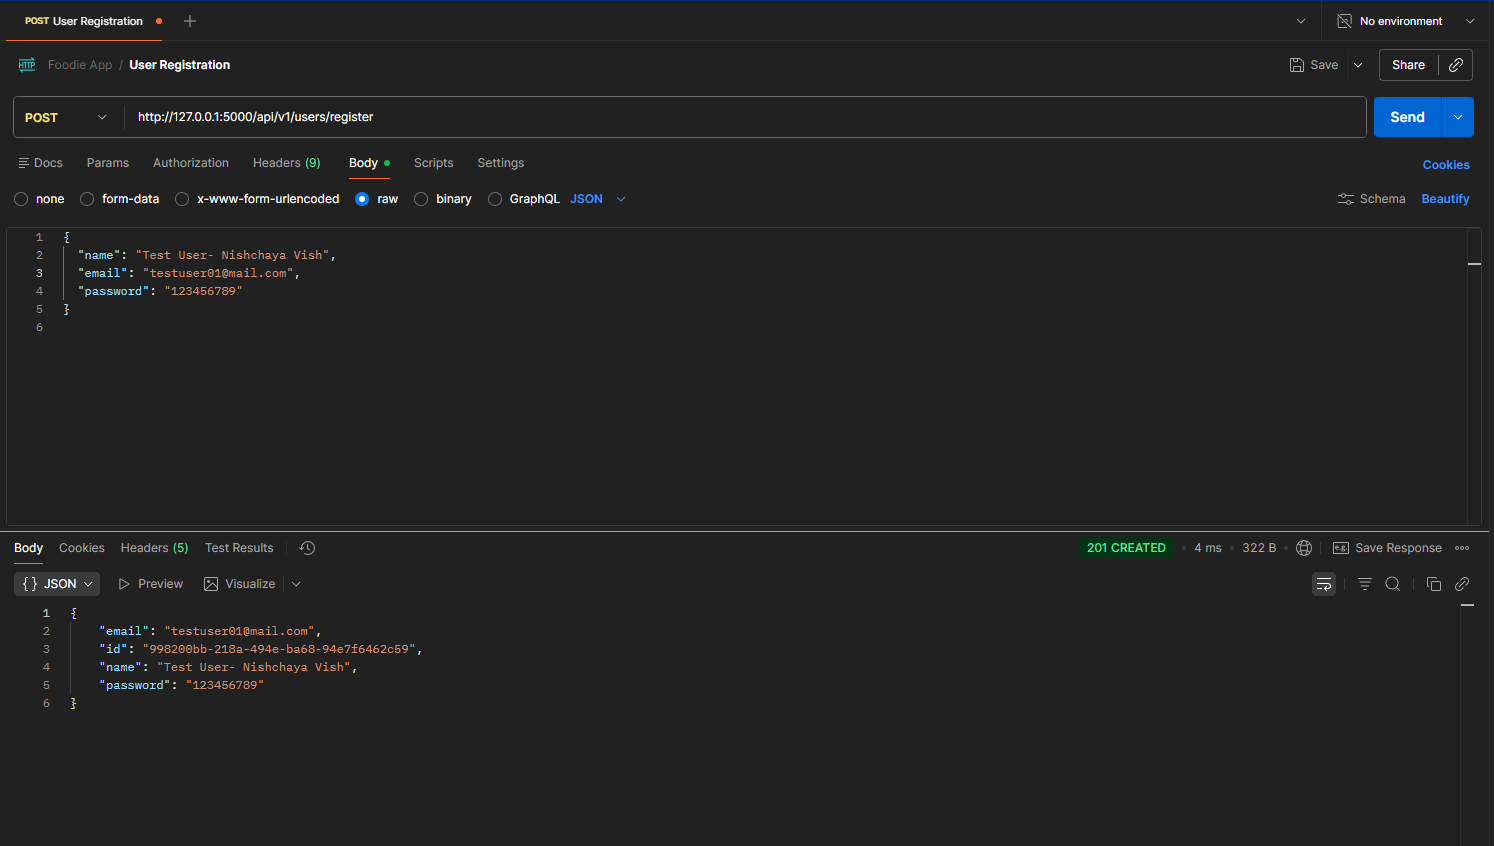 POST User Registration
No environment
HTTP Foodie App / User Registration
Save
Share
POST
http://127.0.0.1:5000/api/v1/users/register
Send
Docs Params Authorization Headers (9) Body Scripts Settings
Cookies
none form-data x-www-form-urlencoded raw binary GraphQL JSON
Schema Beautify
1 {
2 "name": "Test User- Nishchaya Vish",
3 "email": "testuser01@mail.com",
4 "password": "123456789"
5 }
6
Body Cookies Headers (5) Test Results
201 CREATED • 4 ms • 322 B •
e.g. Save Response
{} JSON Preview Visualize
1 {
2 "email": "testuser01@mail.com",
3 "id": "998200bb-218a-494e-ba68-94e7f6462c59",
4 "name": "Test User- Nishchaya Vish",
5 "password": "123456789"
6 }